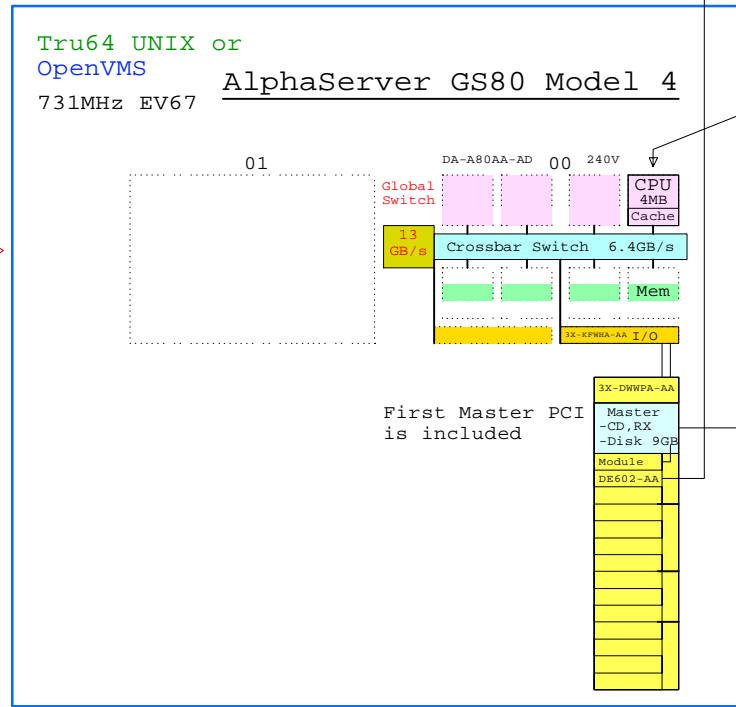 Tru64 UNIX or
OpenVMS
731MHz EV67
AlphaServer GS80 Model 4
01
DA-A80AA-AD
00
240V
Global
Switch
CPU
4MB
Cache
13
GB/s
Crossbar Switch 6.4GB/s
Mem
3X-KFWHA-AA I/O
3X-DWWPA-AA
First Master PCI
is included
Master
-CD,RX
-Disk 9GB
Module
DE602-AA